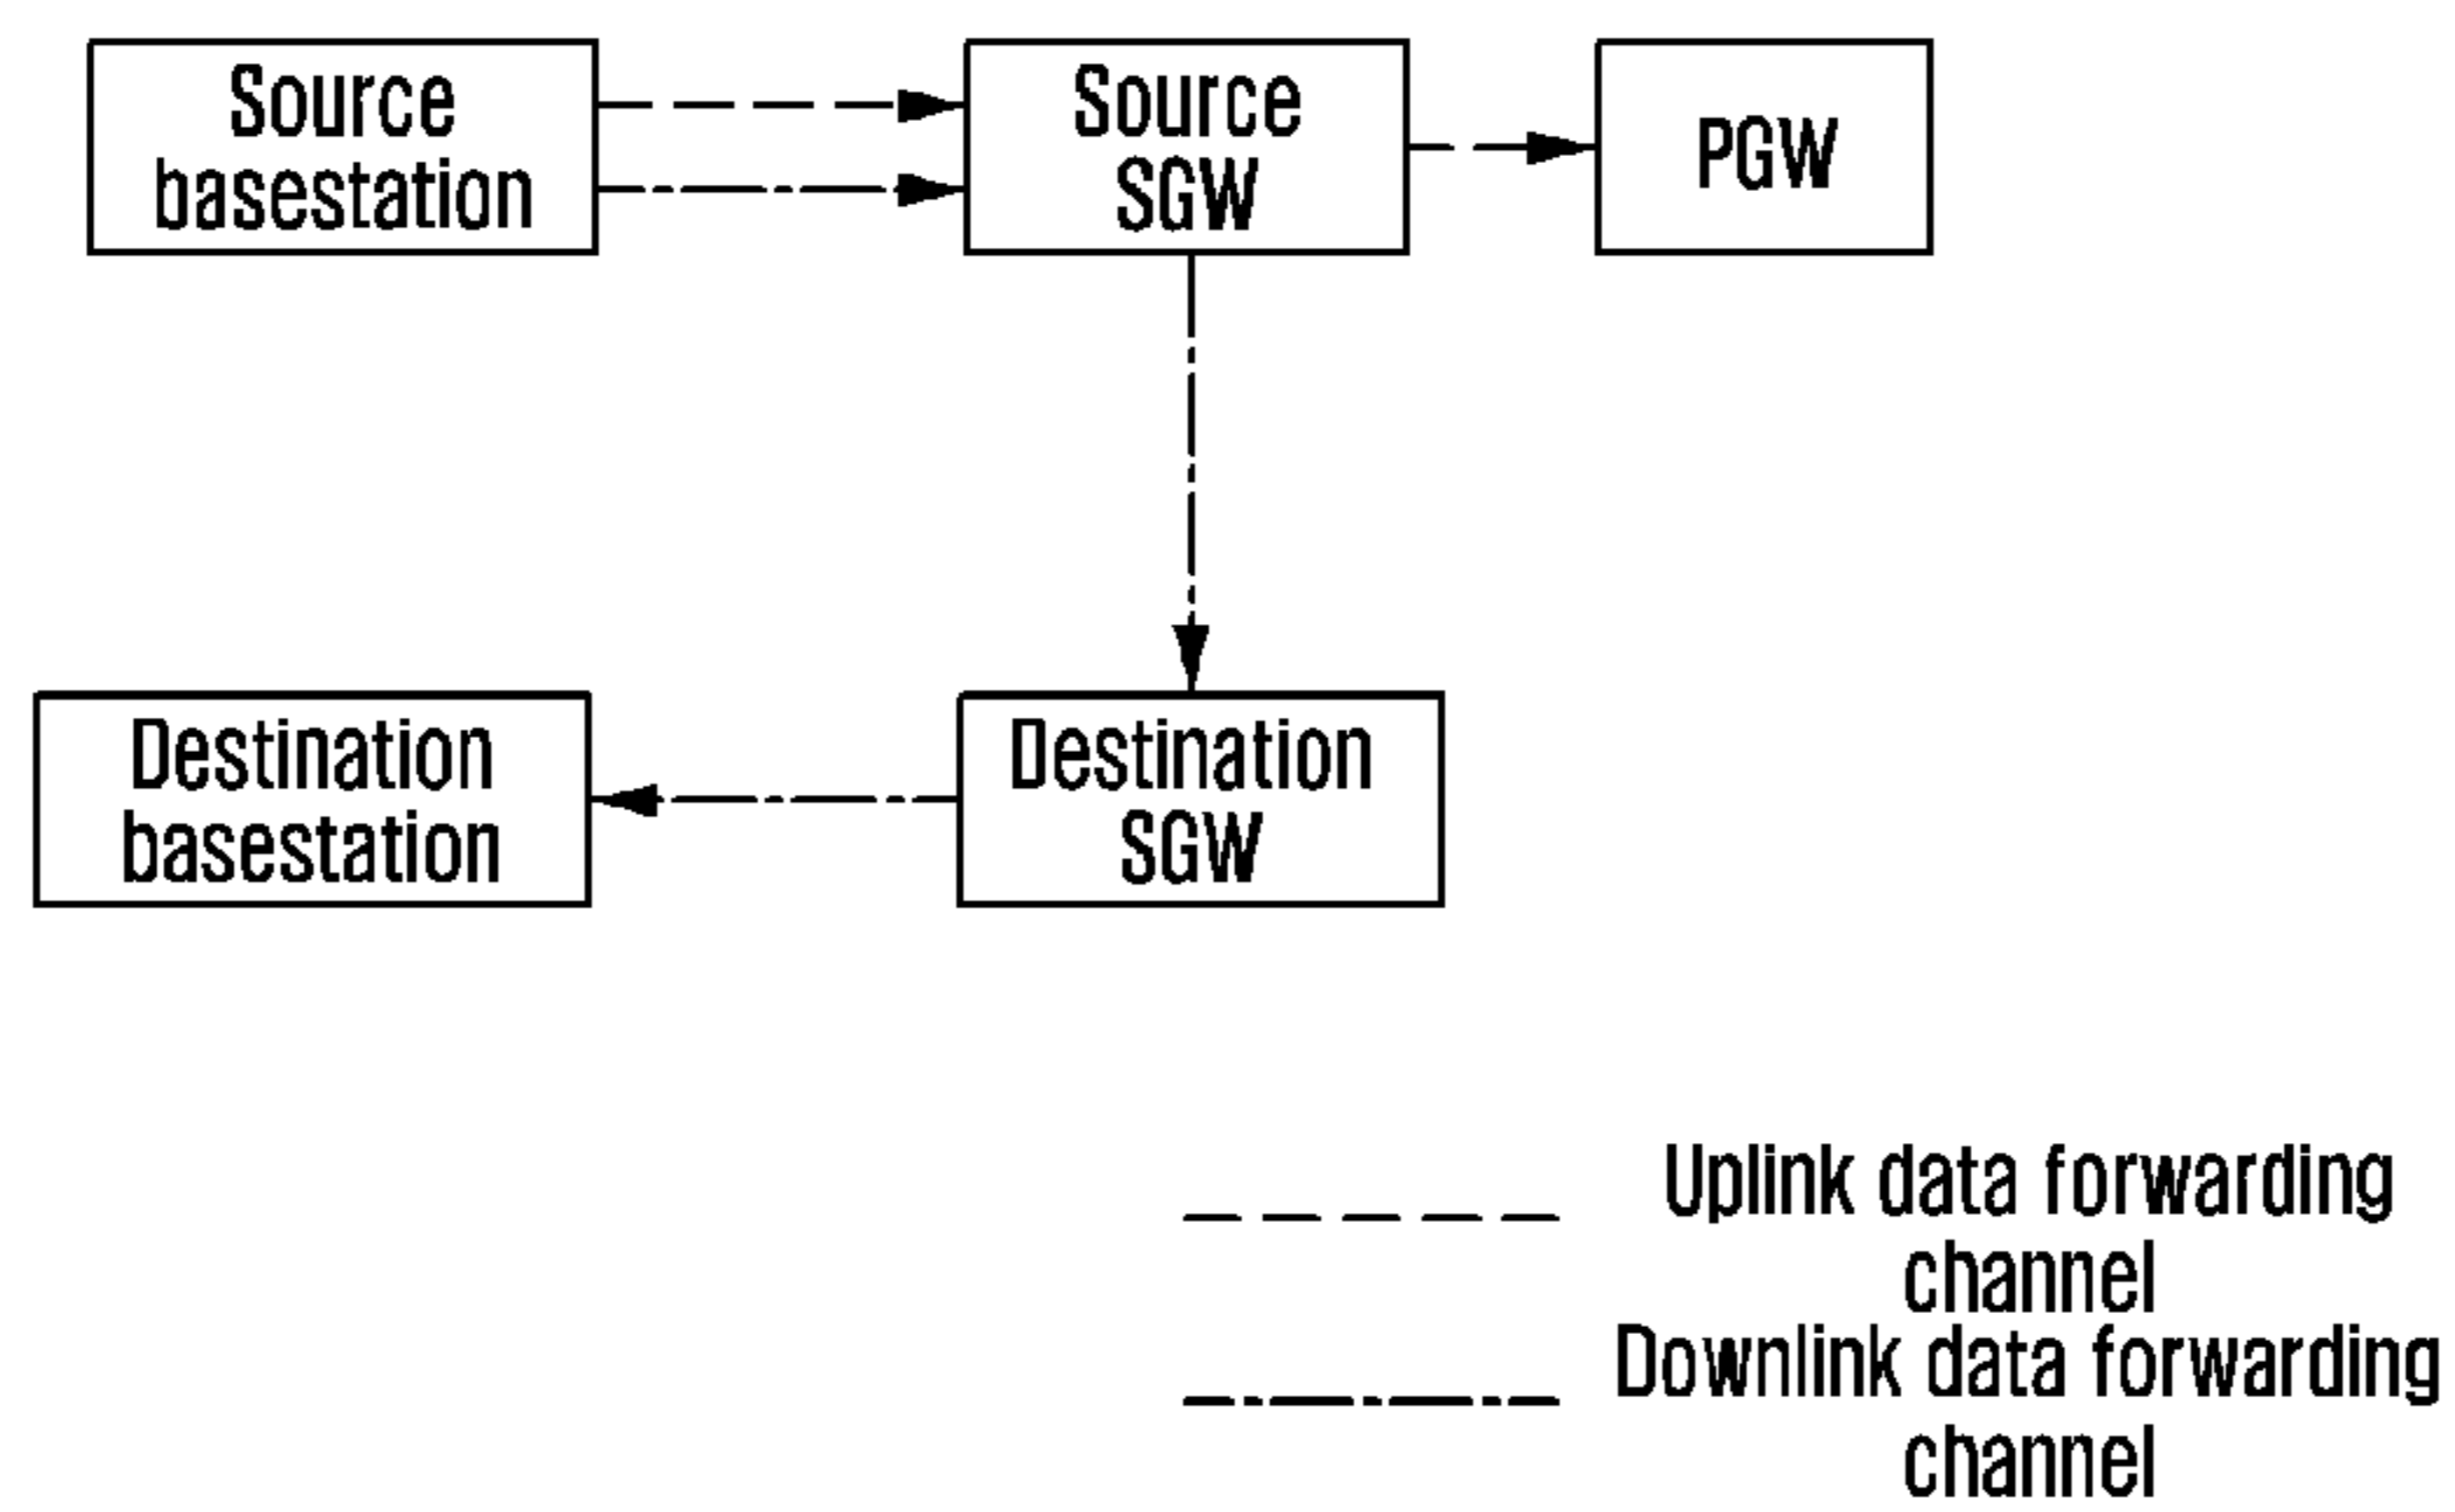 Source
basestation
Source
SGW
PGW
Destination
basestation
Destination
SGW
Uplink data forwarding
channel
Downlink data forwarding
channel